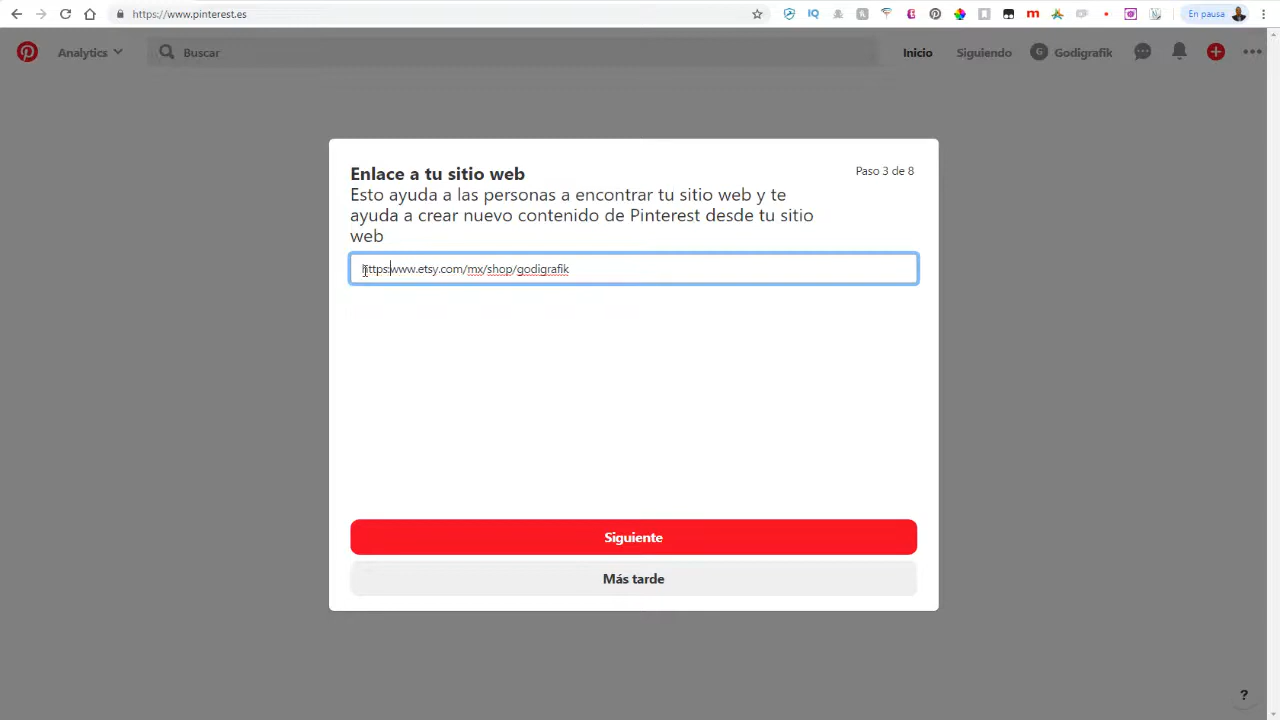 https://www.pinterest.es
IQ
En pausa
Analytics
Buscar
Inicio
Siguiendo
G
Godigrafik
Enlace a tu sitio web
Paso 3 de 8
Esto ayuda a las personas a encontrar tu sitio web y te
ayuda a crear nuevo contenido de Pinterest desde tu sitio
web
https:www.etsy.com/mx/shop/godigrafik
Siguiente
Más tarde
?